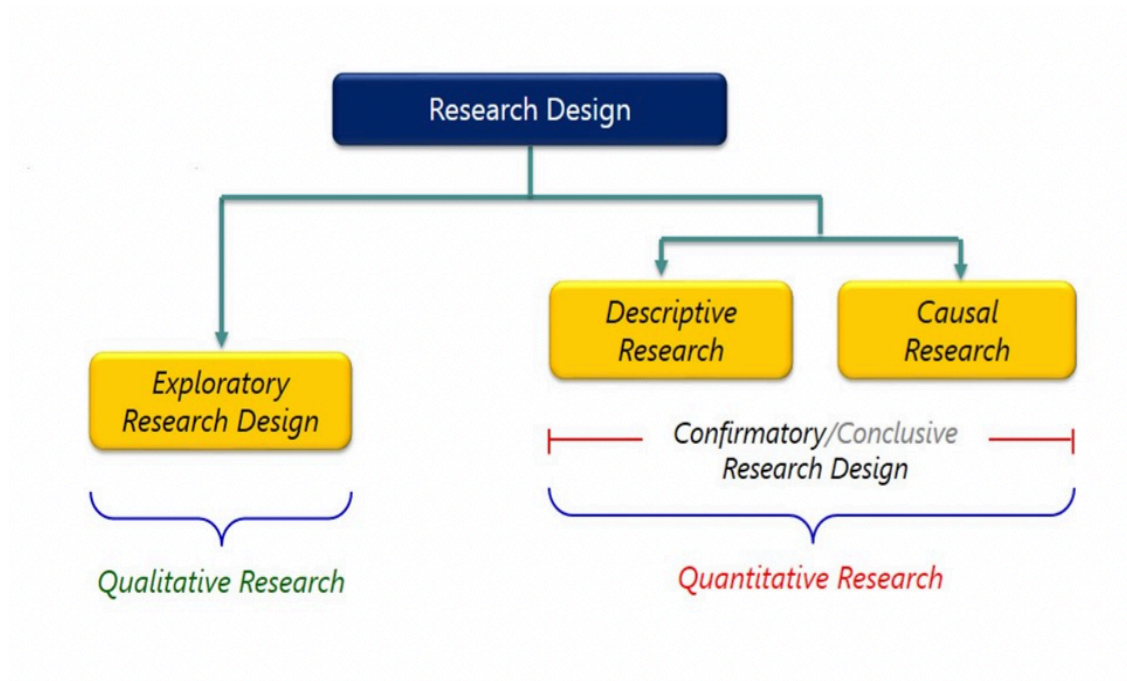 Research Design
Exploratory
Research Design
Descriptive
Research
Causal
Research
Confirmatory/Conclusive
Research Design
Qualitative Research
Quantitative Research